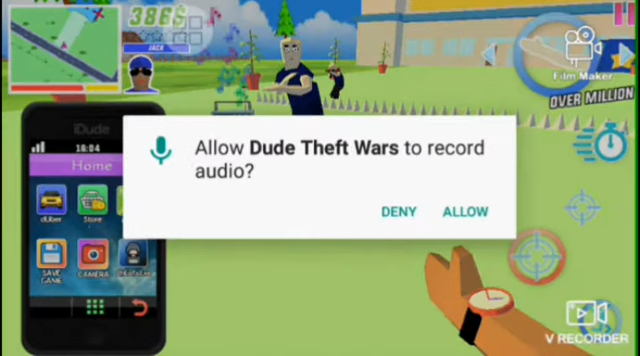 386$
JACK
Film Maker
OVER MILLION
iDude
16:04
Home
Allow Dude Theft Wars to record
audio?
DENY ALLOW
dUber
Store
SAVE
GAME
CAMERA
V RECORDER